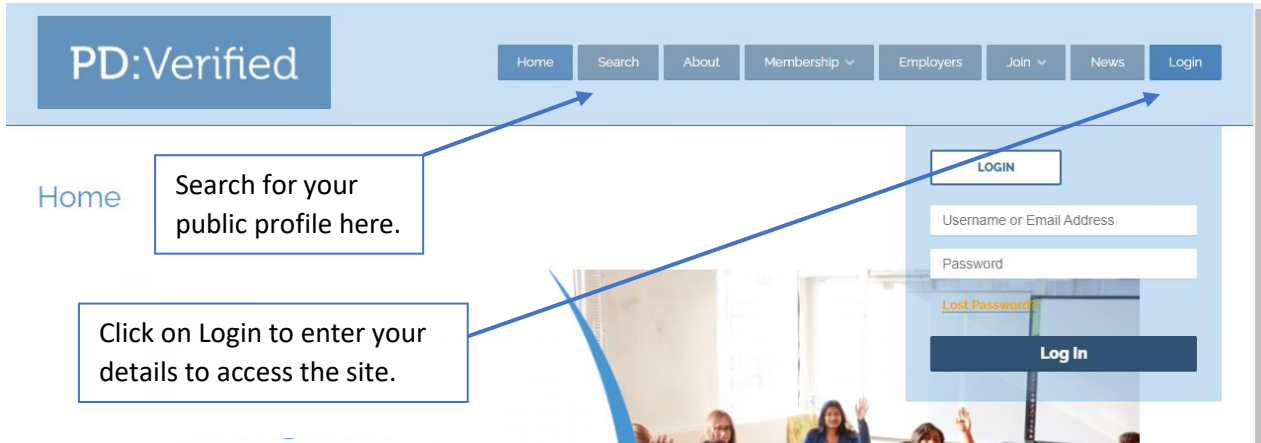 PD:Verified
Home Search About Membership Employers Join News Login
LOGIN
Home
Search for your
public profile here.
Username or Email Address
Password
Lost Password?
Click on Login to enter your
details to access the site.
Log In